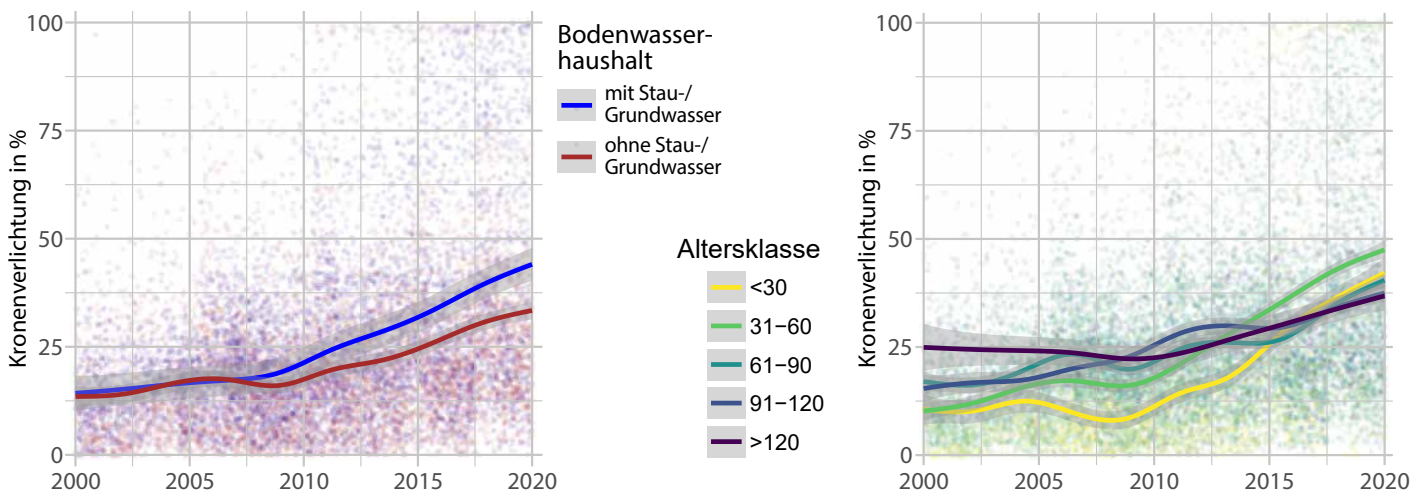 Kronenverlichtung in %
100
75
50
25
0
2000 2005 2010 2015 2020
Bodenwasser-
haushalt
mit Stau-/
Grundwasser
ohne Stau-/
Grundwasser
Altersklasse
<30
31–60
61–90
91–120
>120
Kronenverlichtung in %
100
75
50
25
0
2000 2005 2010 2015 2020